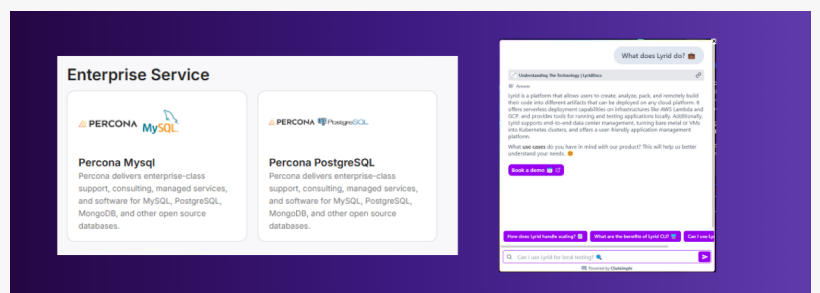 Enterprise Service
PERCONA MySQL
Percona Mysql
Percona delivers enterprise-class
support, consulting, managed services,
and software for MySQL, PostgreSQL,
MongoDB, and other open source
databases.
PERCONA PostgreSQL
Percona PostgreSQL
Percona delivers enterprise-class
support, consulting, managed services,
and software for MySQL, PostgreSQL,
MongoDB, and other open source
databases.
What does Lyrid do? 💼
Understanding The Technology | LyridDocs
Answer
Lyrid is a platform that allows users to create, analyze, pack, and remotely build
their code into different artifacts that can be deployed on any cloud platform. It
offers serverless deployment capabilities on infrastructures like AWS Lambda and
GCP, and provides tools for running and testing applications locally. Additionally,
Lyrid supports end-to-end data center management, turning bare metal or VMs
into Kubernetes clusters, and offers a user-friendly application management
platform.
What use cases do you have in mind with our product? This will help us better
understand your needs. 😊
Book a demo
How does Lyrid handle scaling?
What are the benefits of Lyrid CLI?
Can I use Ly
Can I use Lyrid for local testing?
Powered by